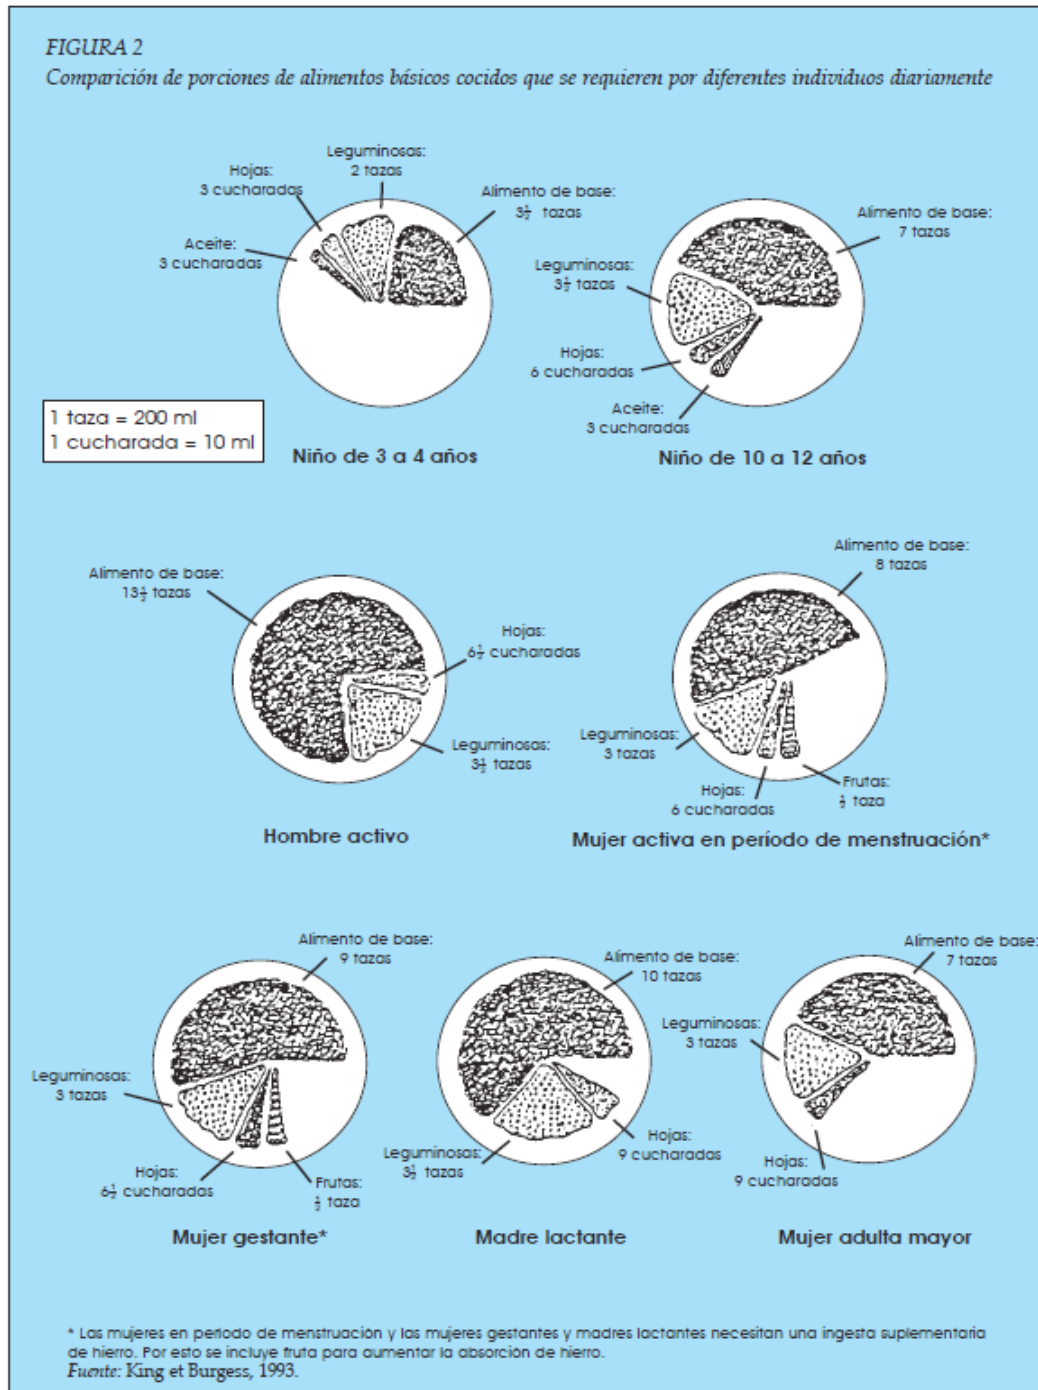 FIGURA 2
Comparición de porciones de alimentos básicos cocidos que se requieren por diferentes individuos diariamente
Leguminosas:
2 tazas
Hojas:
3 cucharadas
Alimento de base:
3½ tazas
Aceite:
3 cucharadas
Alimento de base:
7 tazas
Leguminosas:
3½ tazas
Hojas:
6 cucharadas
Aceite:
3 cucharadas
1 taza = 200 ml
1 cucharada = 10 ml
Niño de 3 a 4 años
Niño de 10 a 12 años
Alimento de base:
13½ tazas
Hojas:
6½ cucharadas
Leguminosas:
3½ tazas
Alimento de base:
8 tazas
Leguminosas:
3 tazas
Hojas:
6 cucharadas
Frutas:
½ taza
Hombre activo
Mujer activa en período de menstruación*
Alimento de base:
9 tazas
Leguminosas:
3 tazas
Hojas:
6½ cucharadas
Frutas:
½ taza
Alimento de base:
10 tazas
Leguminosas:
3½ tazas
Hojas:
9 cucharadas
Alimento de base:
7 tazas
Leguminosas:
3 tazas
Hojas:
9 cucharadas
Mujer gestante*
Madre lactante
Mujer adulta mayor
* Las mujeres en periodo de menstruación y las mujeres gestantes y madres lactantes necesitan una ingesta suplementaria
de hierro. Por esto se incluye fruta para aumentar la absorción de hierro.
Fuente: King et Burgess, 1993.